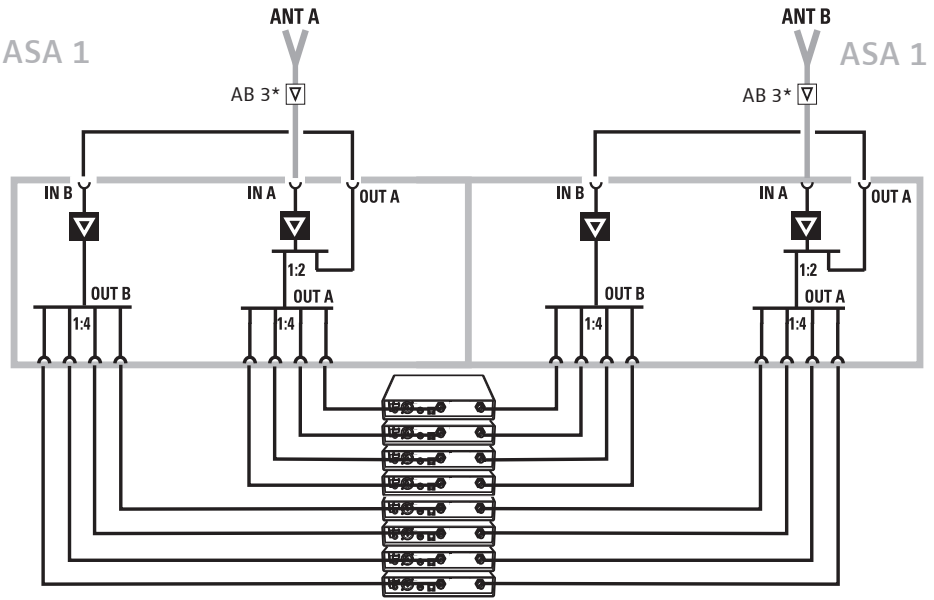 ANT A
ANT B
ASA 1
ASA 1
AB 3*
AB 3*
IN B
IN A
OUT A
IN B
IN A
OUT A
1:2
1:2
OUT B
OUT A
OUT B
OUT A
1:4
1:4
1:4
1:4